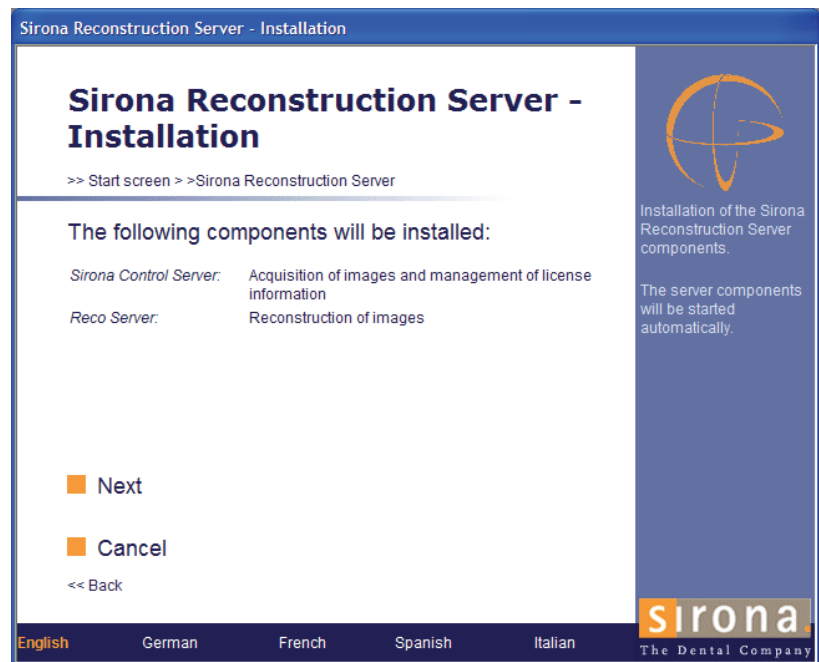 Sirona Reconstruction Server - Installation
Sirona Reconstruction Server -
Installation
>> Start screen > >Sirona Reconstruction Server
The following components will be installed:
Sirona Control Server: Acquisition of images and management of license
information
Reco Server: Reconstruction of images
Next
Cancel
<< Back
Installation of the Sirona
Reconstruction Server
components.
The server components
will be started
automatically.
English German French Spanish Italian
sirona.
The Dental Company